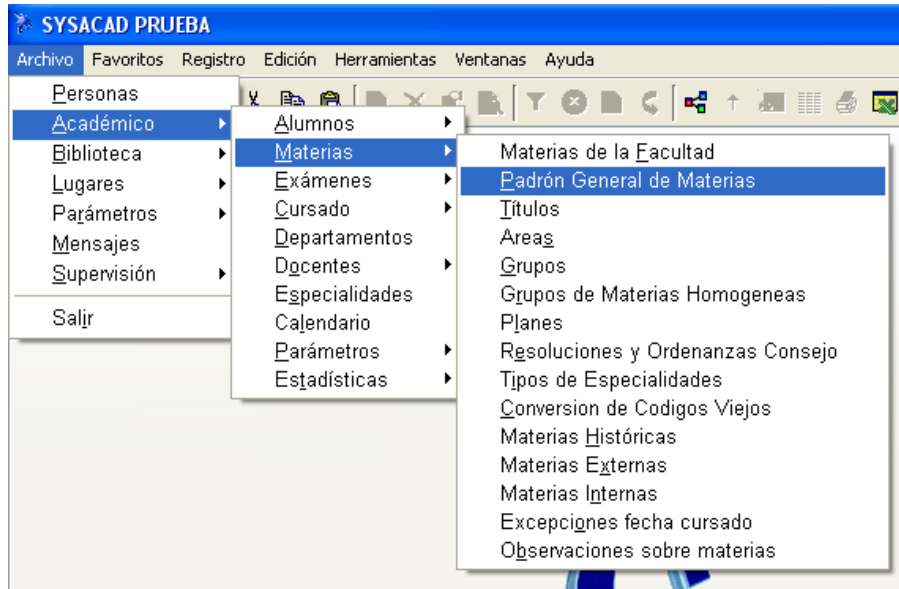 SYSACAD PRUEBA
Archivo Favoritos Registro Edición Herramientas Ventanas Ayuda
Personas
Académico
Biblioteca
Lugares
Parámetros
Mensajes
Supervisión
Salir
Alumnos
Materias
Exámenes
Cursado
Departamentos
Docentes
Especialidades
Calendario
Parámetros
Estadísticas
Materias de la Facultad
Padrón General de Materias
Títulos
Areas
Grupos
Grupos de Materias Homogeneas
Planes
Resoluciones y Ordenanzas Consejo
Tipos de Especialidades
Conversion de Codigos Viejos
Materias Históricas
Materias Externas
Materias Internas
Excepciones fecha cursado
Observaciones sobre materias